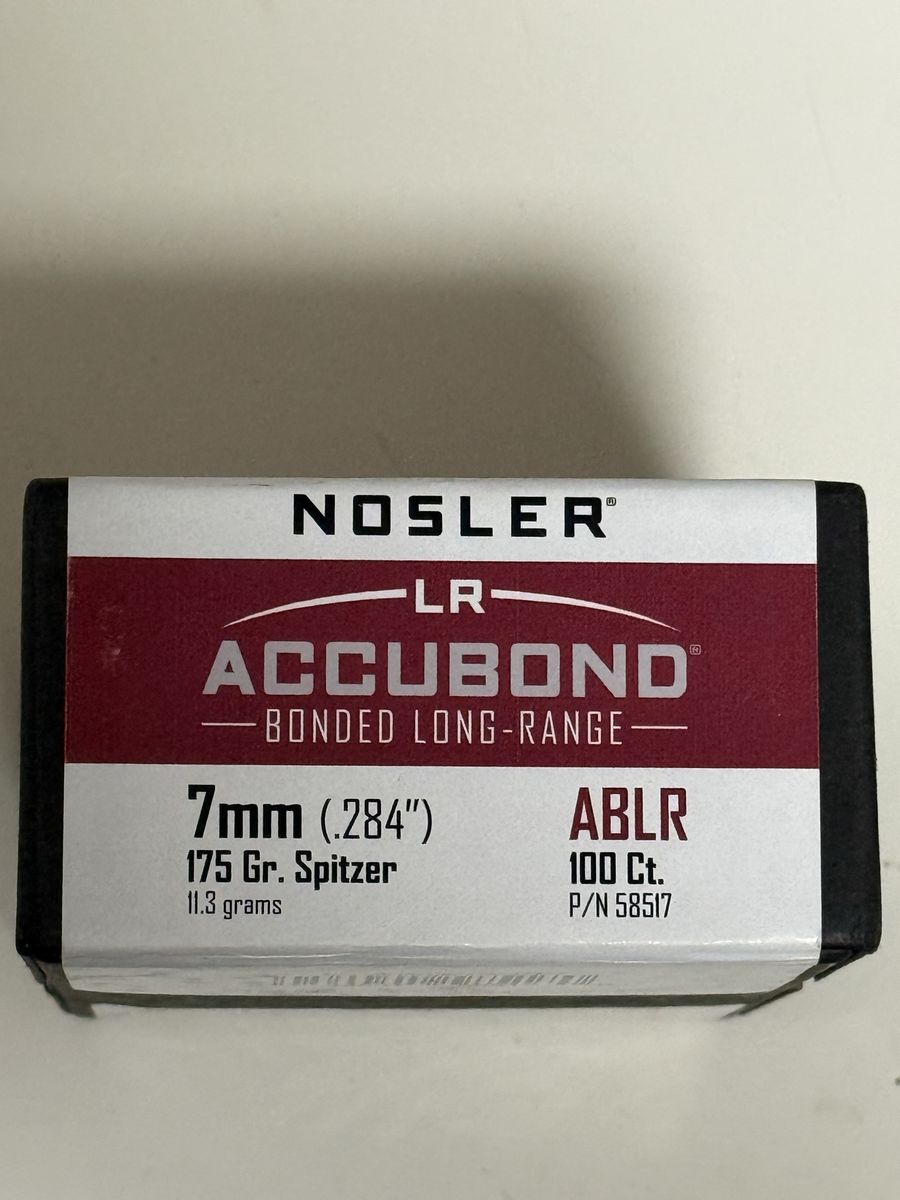 NOSLER®
LR
ACCUBOND®
BONDED LONG-RANGE
7mm (.284")
175 Gr. Spitzer
11.3 grams
ABLR
100 Ct.
P/N 58517